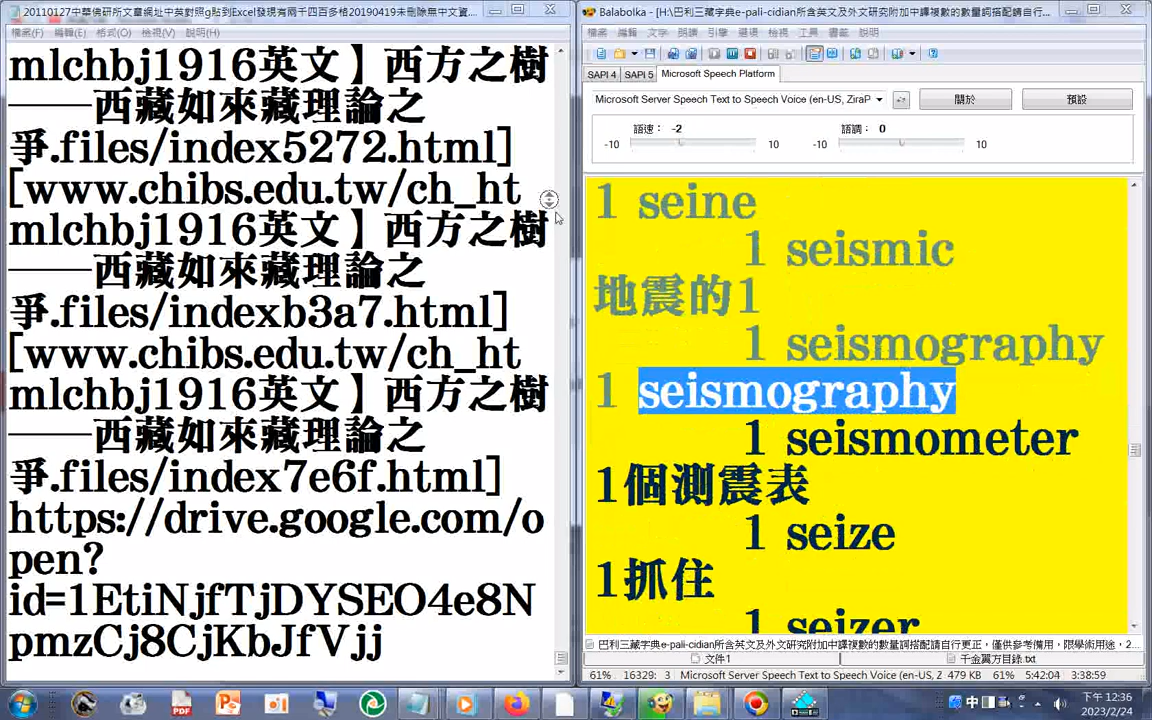 20110127中華佛研所文章網址中英對照g點到Excel發現有兩千四百多格20190419未刪除無中文資...
檔案(F) 編輯(E) 格式(O) 檢視(V) 說明(H)
mlchbj1916英文】西方之樹
——西藏如來藏理論之
爭.files/index5272.html]
[www.chibs.edu.tw/ch_ht
mlchbj1916英文】西方之樹
——西藏如來藏理論之
爭.files/indexb3a7.html]
[www.chibs.edu.tw/ch_ht
mlchbj1916英文】西方之樹
——西藏如來藏理論之
爭.files/index7e6f.html]
https://drive.google.com/o
pen?
id=1EtiNjfTjDYSEO4e8N
pmzCj8CjKbJfVjj
Balabolka - [H:\巴利三藏字典e-pali-cidian所含英文及外文研究附加中譯複數的數量詞搭配請自行...
檔案 編輯 文字 朗讀 引擎 選項 檢視 工具 書籤 說明
SAPI 4 SAPI 5 Microsoft Speech Platform
Microsoft Server Speech Text to Speech Voice (en-US, ZiraP 關於 預設
語速： -2 語調： 0
-10 10 -10 10
1 seine
1 seismic
地震的1
1 seismography
1 seismography
1 seismometer
1個測震表
1 seize
1抓住
1 seizer
巴利三藏字典e-pali-cidian所含英文及外文研究附加中譯複數的數量詞搭配請自行更正，僅供參考備用，限學術用途，2...
文件1 千金翼方目錄.txt
61% 16329: 3 Microsoft Server Speech Text to Speech Voice 479 KB 61% 5:42:04 3:38:59
中
下午 12:36
2023/2/24